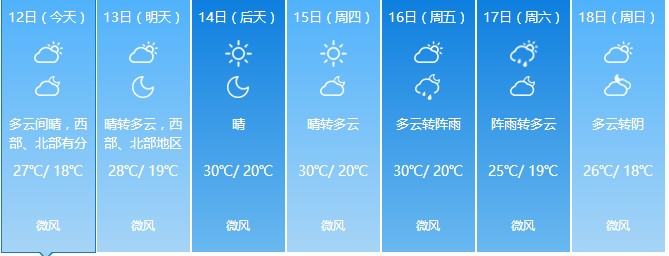 12日（今天）
13日（明天）
14日（后天）
15日（周四）
16日（周五）
17日（周六）
18日（周日）
多云间晴，西
部、北部有分
晴转多云，西
部、北部地区
晴
晴转多云
多云转阵雨
阵雨转多云
多云转阴
27℃/ 18℃
28℃/ 19℃
30℃/ 20℃
30℃/ 20℃
30℃/ 20℃
25℃/ 19℃
26℃/ 18℃
微风
微风
微风
微风
微风
微风
微风